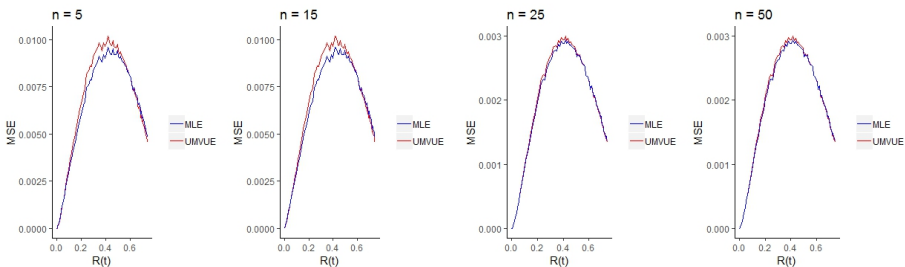 n = 5
MSE
0.0100
0.0075
0.0050
0.0025
0.0000
0.0 0.2 0.4 0.6
R(t)
MLE
UMVUE
n = 15
MSE
0.0100
0.0075
0.0050
0.0025
0.0000
0.0 0.2 0.4 0.6
R(t)
MLE
UMVUE
n = 25
MSE
0.003
0.002
0.001
0.000
0.0 0.2 0.4 0.6
R(t)
MLE
UMVUE
n = 50
MSE
0.003
0.002
0.001
0.000
0.0 0.2 0.4 0.6
R(t)
MLE
UMVUE